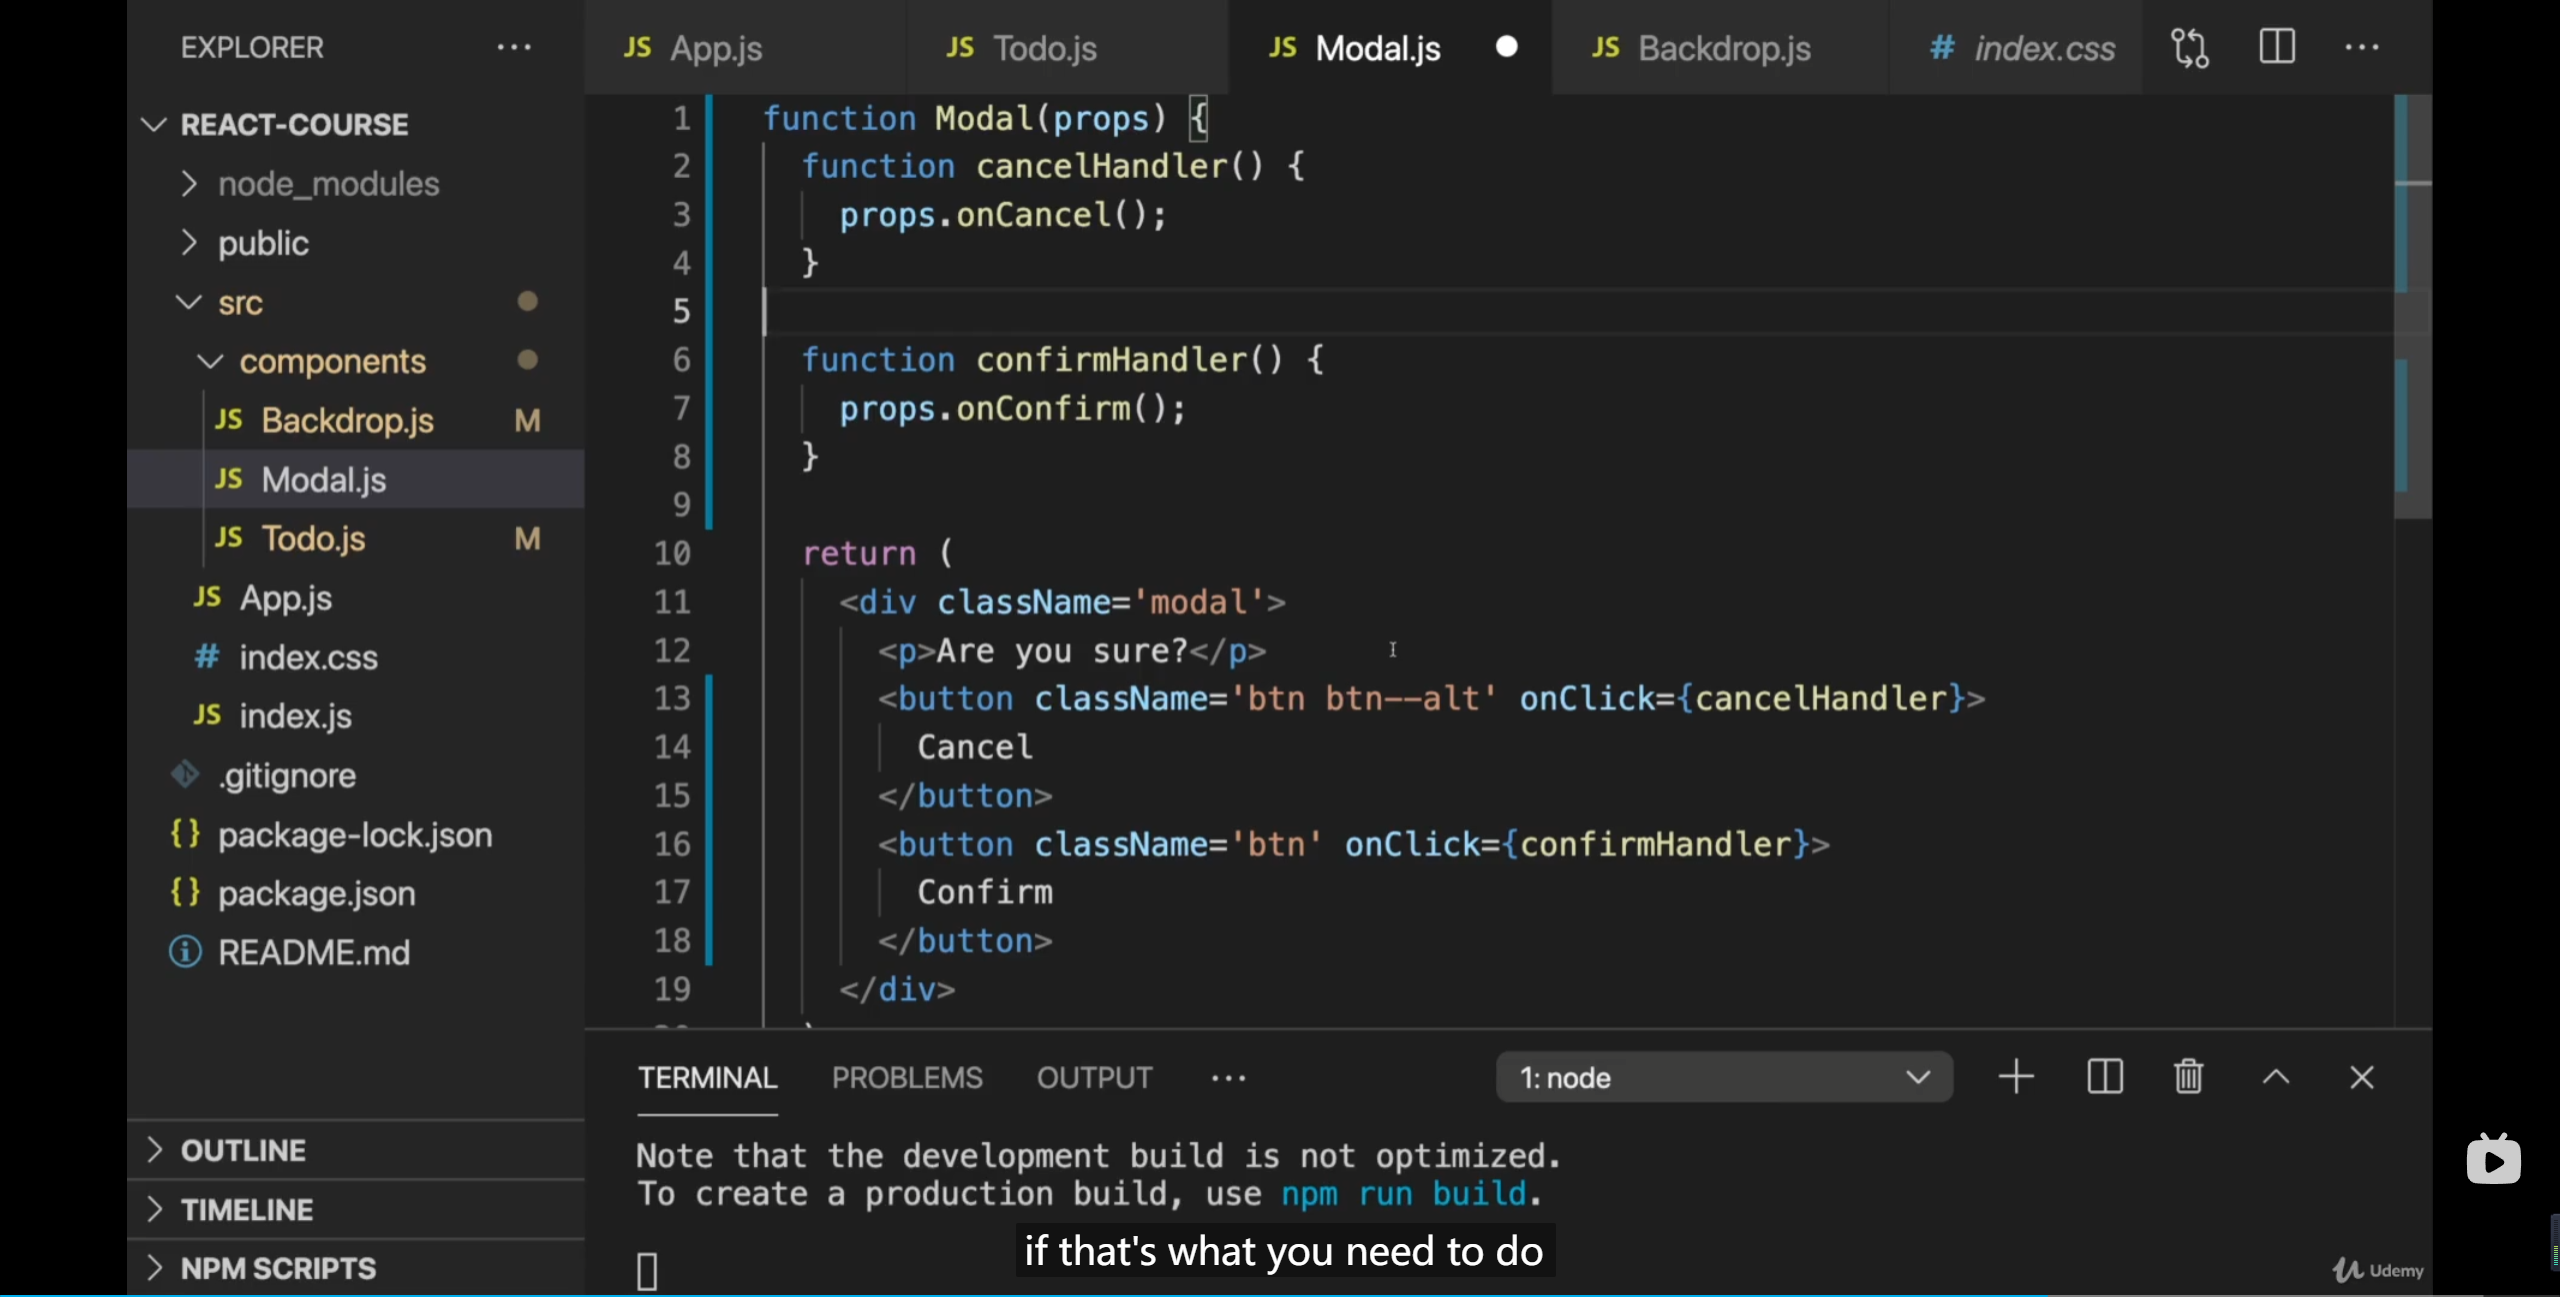 EXPLORER
REACT-COURSE
node_modules
public
src
components
JS Backdrop.js M
JS Modal.js
JS Todo.js M
JS App.js
# index.css
JS index.js
.gitignore
{} package-lock.json
{} package.json
README.md
OUTLINE
TIMELINE
NPM SCRIPTS
JS App.js JS Todo.js JS Modal.js JS Backdrop.js # index.css
1 function Modal(props) {
2 function cancelHandler() {
3 props.onCancel();
4 }
5
6 function confirmHandler() {
7 props.onConfirm();
8 }
9
10 return (
11 <div className='modal'>
12 <p>Are you sure?</p>
13 <button className='btn btn--alt' onClick={cancelHandler}>
14 Cancel
15 </button>
16 <button className='btn' onClick={confirmHandler}>
17 Confirm
18 </button>
19 </div>
TERMINAL PROBLEMS OUTPUT 1: node
Note that the development build is not optimized.
To create a production build, use npm run build.
if that's what you need to do
Udemy